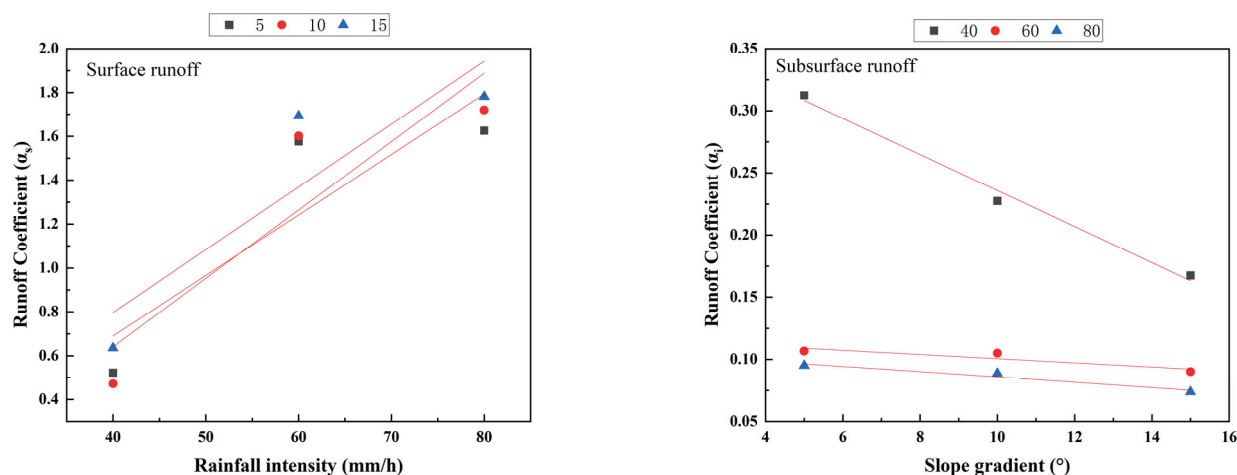 5 10 15
2.0
1.8
1.6
1.4
1.2
1.0
0.8
0.6
0.4
Surface runoff
Runoff Coefficient (αs)
40 50 60 70 80
Rainfall intensity (mm/h)
40 60 80
0.35
0.30
0.25
0.20
0.15
0.10
0.05
Subsurface runoff
Runoff Coefficient (αi)
4 6 8 10 12 14 16
Slope gradient (°)